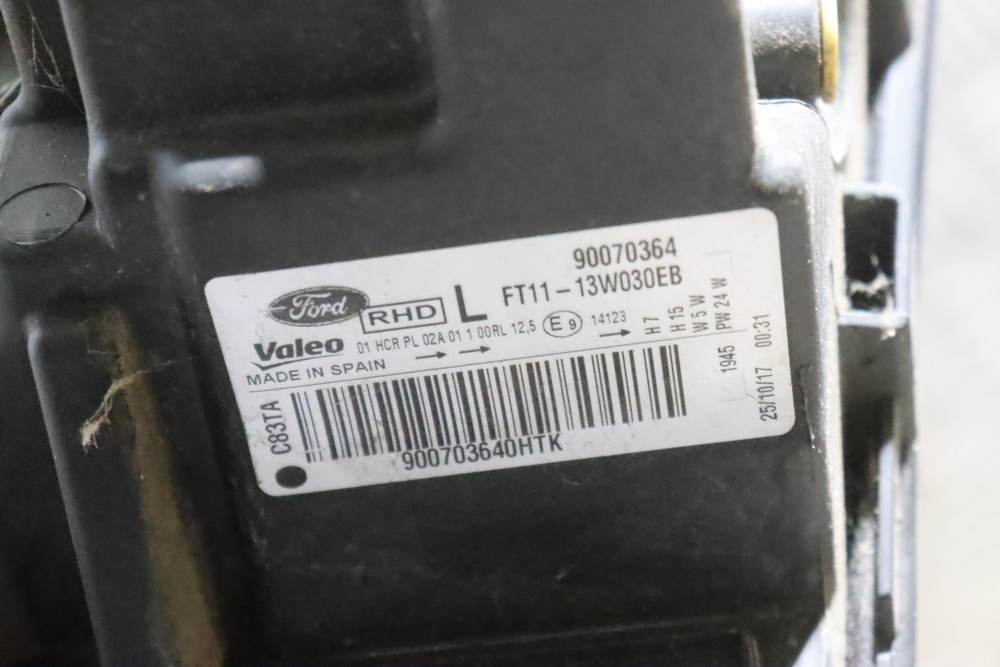 90070364
Ford RHD L FT11-13W030EB
Valeo 01 HCR PL 02A 01 1 00RL 12,5 E9 14123
MADE IN SPAIN
H 7
H 15
W 5 W
PW 24 W
1945
25/10/17 00:31
C83TA
900703640HTK